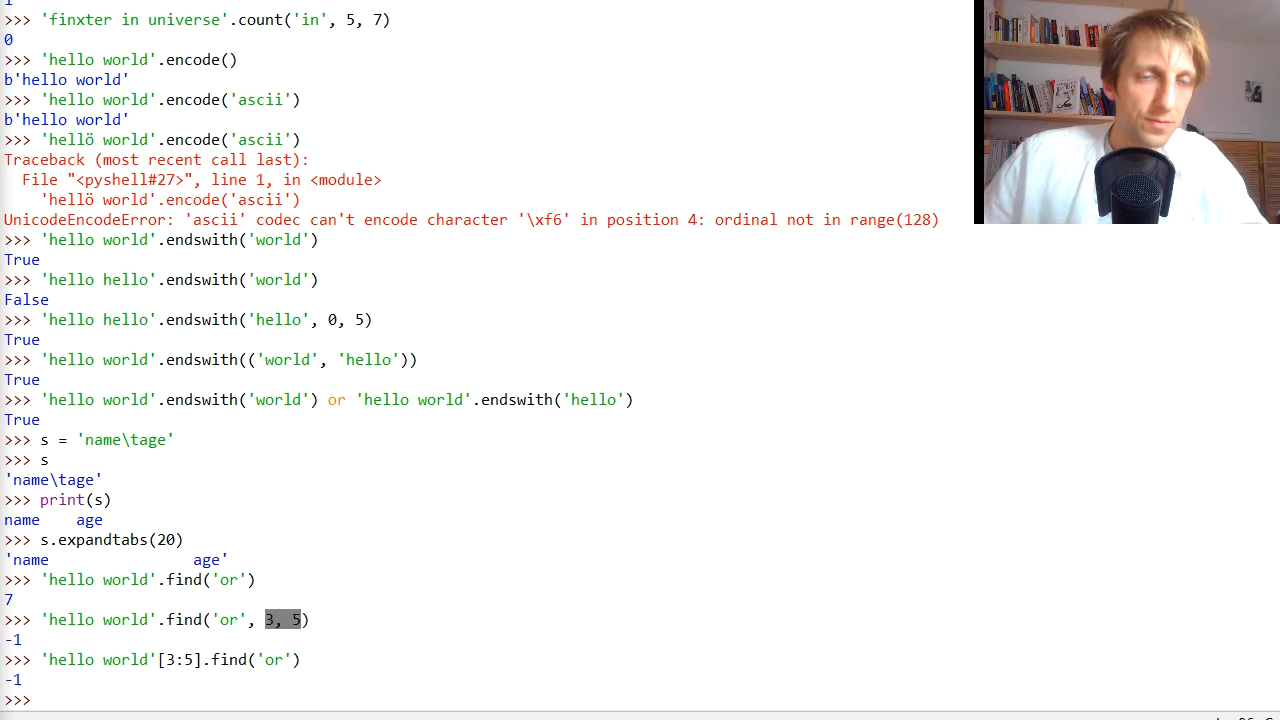 >>> 'finxter in universe'.count('in', 5, 7)
0
>>> 'hello world'.encode()
b'hello world'
>>> 'hello world'.encode('ascii')
b'hello world'
>>> 'hellö world'.encode('ascii')
Traceback (most recent call last):
  File "<pyshell#27>", line 1, in <module>
    'hellö world'.encode('ascii')
UnicodeEncodeError: 'ascii' codec can't encode character '\xf6' in position 4: ordinal not in range(128)
>>> 'hello world'.endswith('world')
True
>>> 'hello hello'.endswith('world')
False
>>> 'hello hello'.endswith('hello', 0, 5)
True
>>> 'hello world'.endswith(('world', 'hello'))
True
>>> 'hello world'.endswith('world') or 'hello world'.endswith('hello')
True
>>> s = 'name\tage'
>>> s
'name\tage'
>>> print(s)
name    age
>>> s.expandtabs(20)
'name                age'
>>> 'hello world'.find('or')
7
>>> 'hello world'.find('or', 3, 5)
-1
>>> 'hello world'[3:5].find('or')
-1
>>>